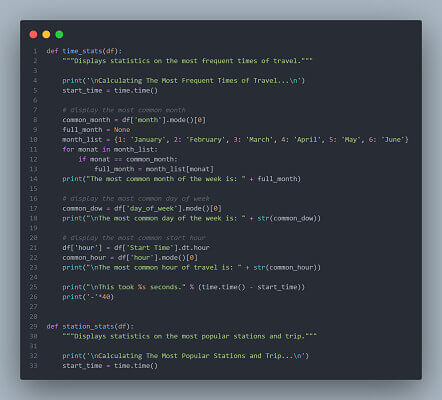 1 def time_stats(df):
2 """Displays statistics on the most frequent times of travel."""
3
4 print('\nCalculating The Most Frequent Times of Travel...\n')
5 start_time = time.time()
6
7 # display the most common month
8 common_month = df['month'].mode()[0]
9 full_month = None
10 month_list = {1: 'January', 2: 'February', 3: 'March', 4: 'April', 5: 'May', 6: 'June'}
11 for monat in month_list:
12 if monat == common_month:
13 full_month = month_list[monat]
14 print("The most common month of the week is: " + full_month)
15
16 # display the most common day of week
17 common_dow = df['day_of_week'].mode()[0]
18 print("\nThe most common day of the week is: " + str(common_dow))
19
20 # display the most common start hour
21 df['hour'] = df['Start Time'].dt.hour
22 common_hour = df['hour'].mode()[0]
23 print("\nThe most common hour of travel is: " + str(common_hour))
24
25 print("\nThis took %s seconds." % (time.time() - start_time))
26 print('-'*40)
27
28
29 def station_stats(df):
30 """Displays statistics on the most popular stations and trip."""
31
32 print('\nCalculating The Most Popular Stations and Trip...\n')
33 start_time = time.time()